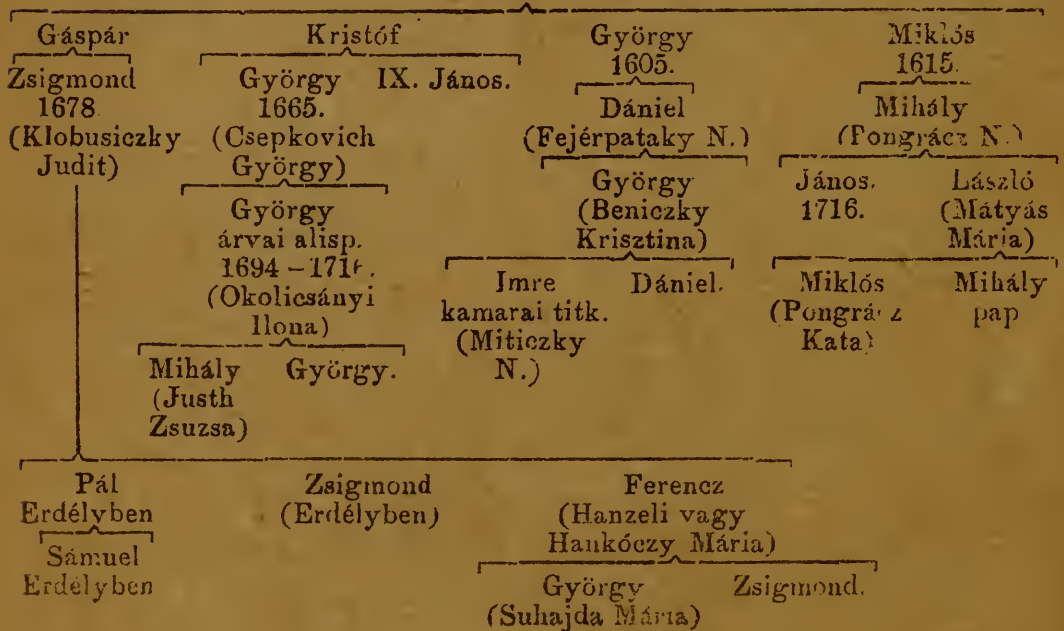 Gáspár Kristóf György Miklós
Zsigmond György IX. János. 1605. 1615.
1678. 1665. Dániel Mihály
(Klobusiczky (Csepkovich (Fejérpataky N.) (Pongrácz N.)
Judit) György) György János. László
György (Beniczky 1716. (Mátyás
árvai alisp. Krisztina) Mária)
1694–1716. Imre Dániel. Miklós Mihály
(Okolicsányi kamarai titk. (Pongrácz pap
Ilona) (Miticzky Kata)
Mihály György. N.)
(Justh
Zsuzsa)
Pál Zsigmond Ferencz
Erdélyben (Erdélyben) (Hanzeli vagy
Sámuel Hankóczy Mária)
Erdélyben György Zsigmond.
(Suhajda Mária)